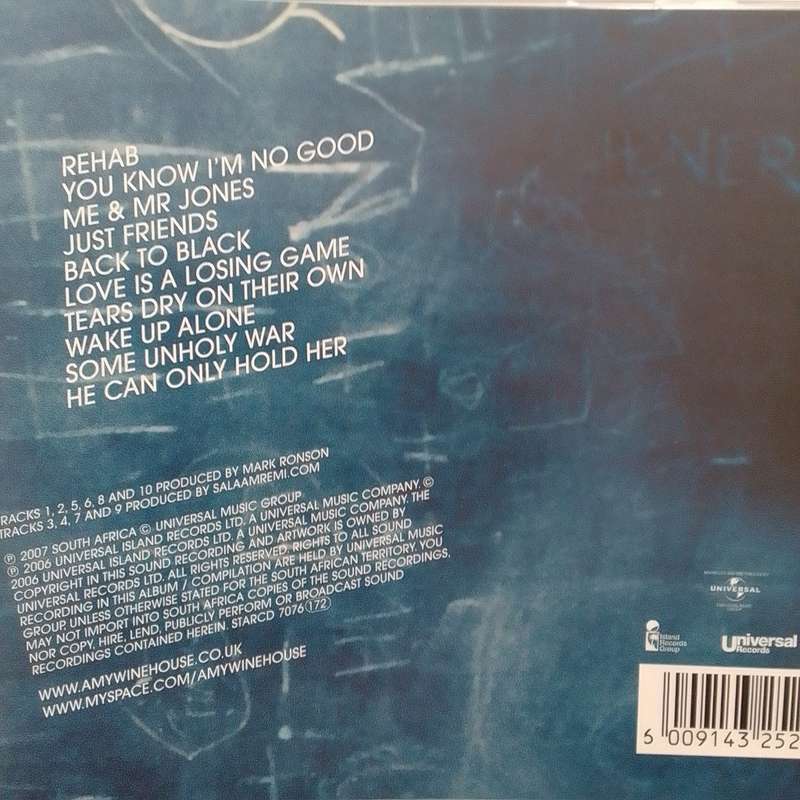 REHAB
YOU KNOW I'M NO GOOD
ME & MR JONES
JUST FRIENDS
BACK TO BLACK
LOVE IS A LOSING GAME
TEARS DRY ON THEIR OWN
WAKE UP ALONE
SOME UNHOLY WAR
HE CAN ONLY HOLD HER
TRACKS 1, 2, 5, 6, 8 AND 10 PRODUCED BY MARK RONSON
TRACKS 3, 4, 7 AND 9 PRODUCED BY SALAAMREMI.COM
℗ 2007 SOUTH AFRICA © UNIVERSAL MUSIC GROUP
℗ 2006 UNIVERSAL ISLAND RECORDS LTD. A UNIVERSAL MUSIC COMPANY. ©
2006 UNIVERSAL ISLAND RECORDS LTD. A UNIVERSAL MUSIC COMPANY. THE
COPYRIGHT IN THIS SOUND RECORDING AND ARTWORK IS OWNED BY
UNIVERSAL RECORDS LTD. ALL RIGHTS RESERVED. RIGHTS TO ALL SOUND
RECORDING IN THIS ALBUM / COMPILATION ARE HELD BY UNIVERSAL MUSIC
GROUP. UNLESS OTHERWISE STATED FOR THE SOUTH AFRICAN TERRITORY. YOU
MAY NOT IMPORT INTO SOUTH AFRICA COPIES OF THE SOUND RECORDINGS,
NOR COPY, HIRE, LEND, PUBLICLY PERFORM OR BROADCAST SOUND
RECORDINGS CONTAINED HEREIN. STARCD 7076 (172)
WWW.AMYWINEHOUSE.CO.UK
WWW.MYSPACE.COM/AMYWINEHOUSE
UNIVERSAL
Island
Records
Group
Universal
Records
6 009143 252